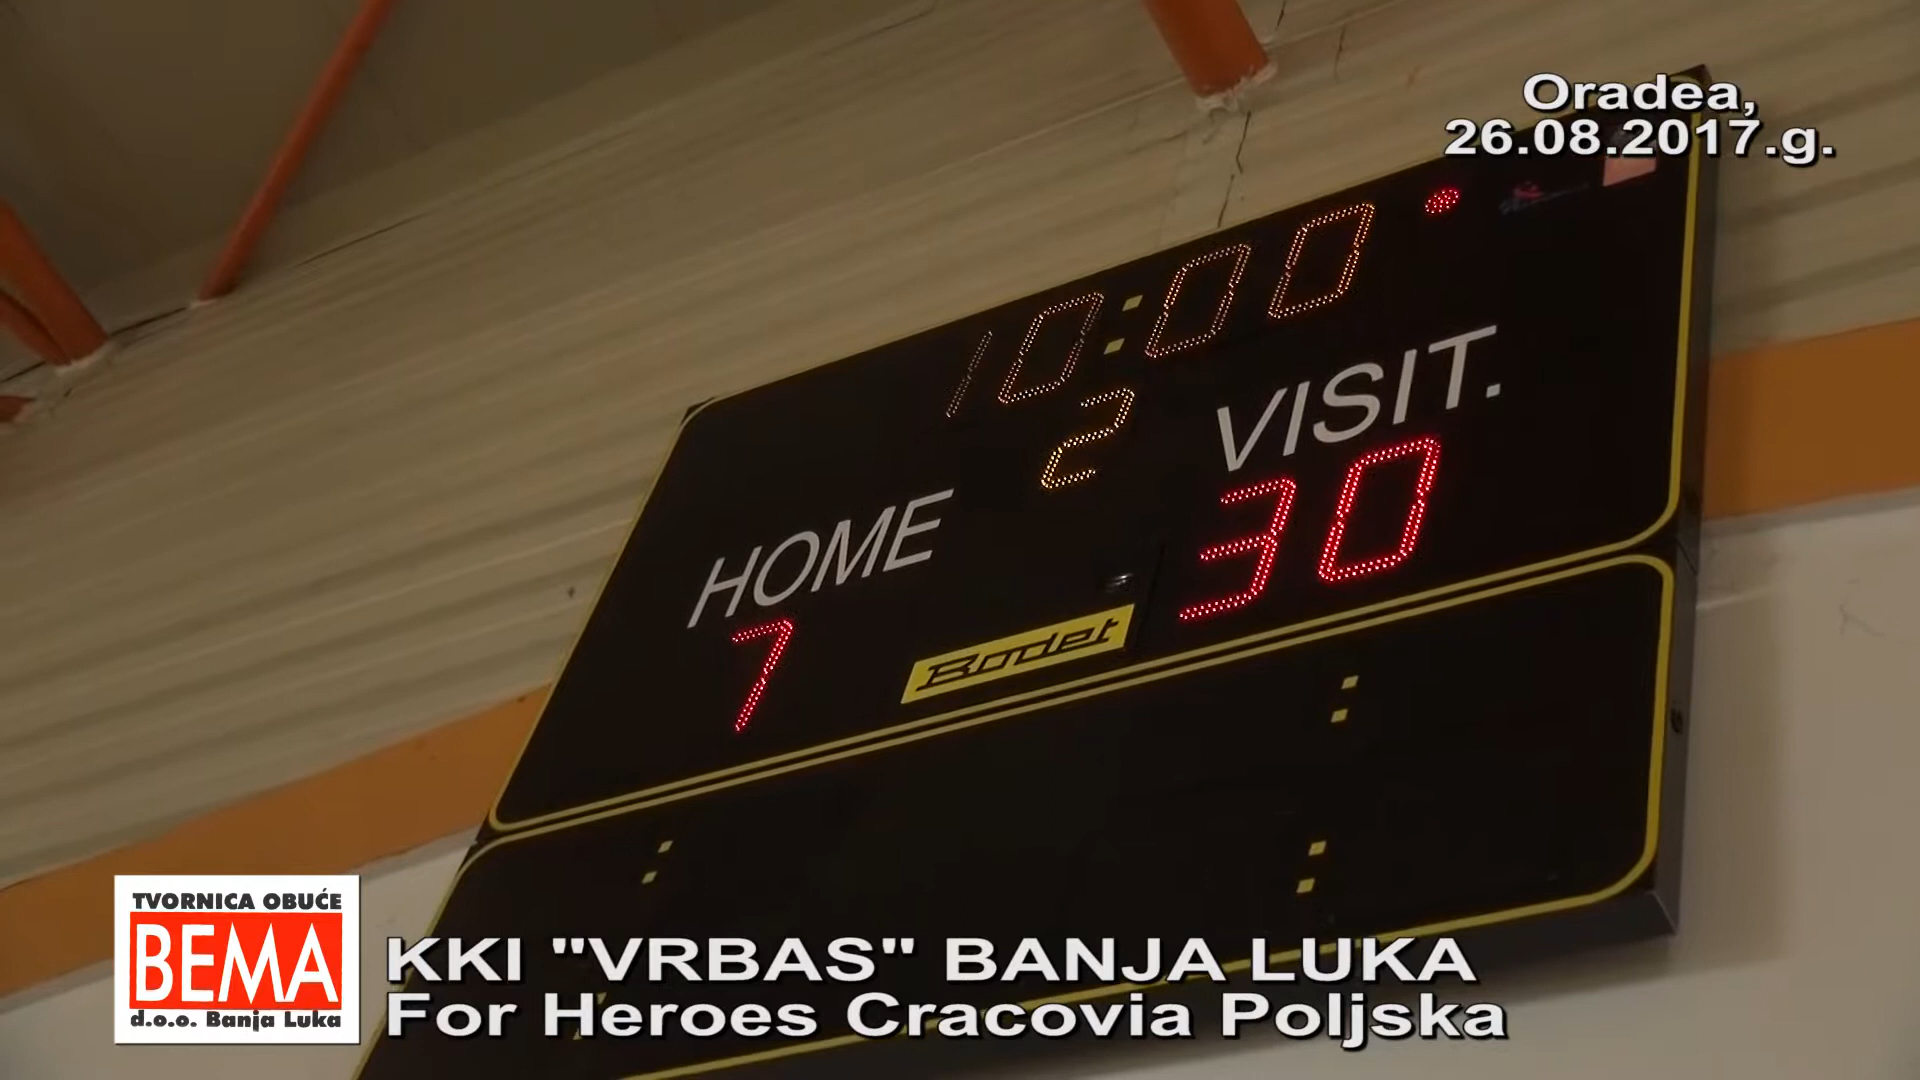 Oradea,
26.08.2017.g.
10:00
2
HOME
VISIT.
7
30
Bodet
TVORNICA OBUĆE
BEMA
d.o.o. Banja Luka
KKI "VRBAS" BANJA LUKA
For Heroes Cracovia Poljska